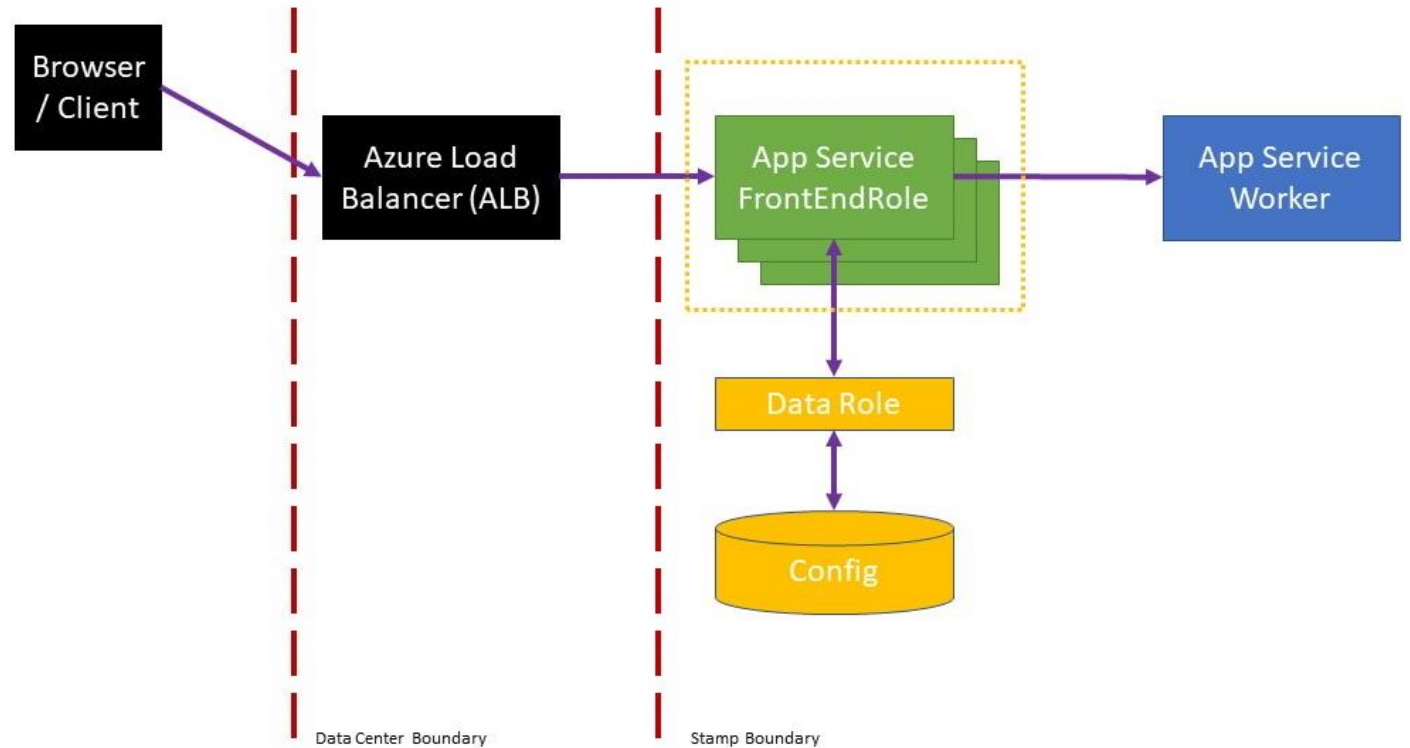 Browser
/ Client
Azure Load
Balancer (ALB)
App Service
FrontEndRole
App Service
Worker
Data Role
Config
Data Center Boundary
Stamp Boundary